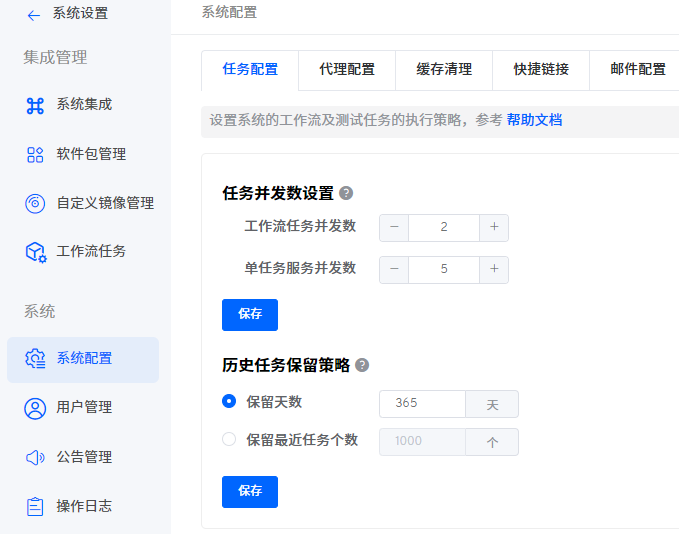 系统设置
集成管理
系统集成
软件包管理
自定义镜像管理
工作流任务
系统
系统配置
用户管理
公告管理
操作日志
系统配置
任务配置 代理配置 缓存清理 快捷链接 邮件配置
设置系统的工作流及测试任务的执行策略，参考 帮助文档
任务并发数设置 ?
工作流任务并发数 − 2 +
单任务服务并发数 − 5 +
保存
历史任务保留策略 ?
保留天数 365 天
保留最近任务个数 1000 个
保存